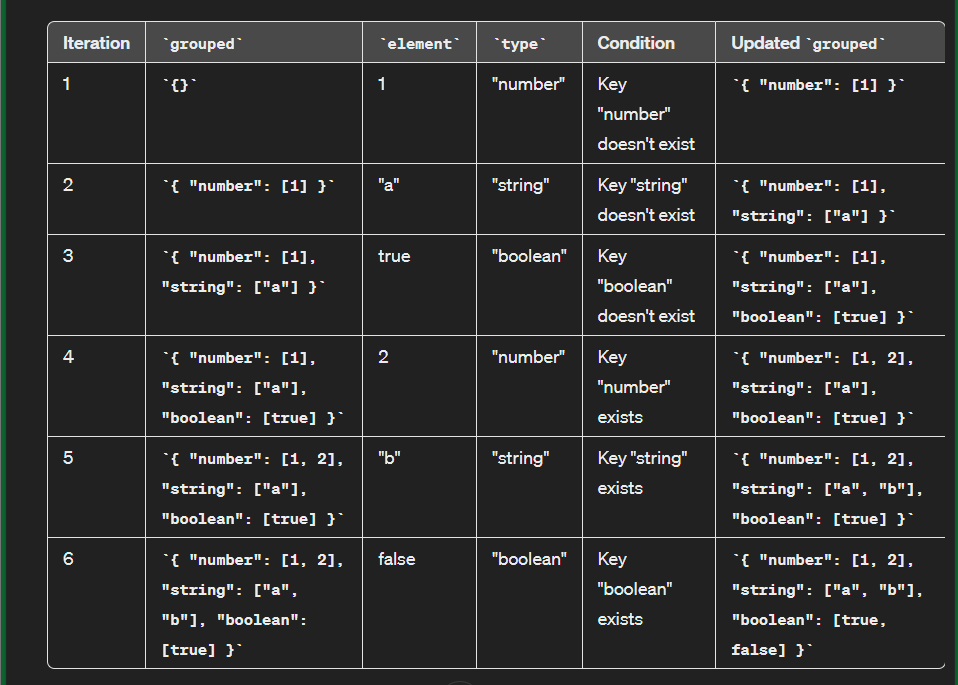 Iteration `grouped` `element` `type` Condition Updated `grouped`
1 `{}` 1 "number" Key `{ "number": [1] }`
"number"
doesn't exist
2 `{ "number": [1] }` "a" "string" Key "string" `{ "number": [1],
doesn't exist "string": ["a"] }`
3 `{ "number": [1], true "boolean" Key `{ "number": [1],
"string": ["a"] }` "boolean" "string": ["a"],
doesn't exist "boolean": [true] }`
4 `{ "number": [1], 2 "number" Key `{ "number": [1, 2],
"string": ["a"], "number" "string": ["a"],
"boolean": [true] }` exists "boolean": [true] }`
5 `{ "number": [1, 2], "b" "string" Key "string" `{ "number": [1, 2],
"string": ["a"], exists "string": ["a", "b"],
"boolean": [true] }` "boolean": [true] }`
6 `{ "number": [1, 2], false "boolean" Key `{ "number": [1, 2],
"string": ["a", "boolean" "string": ["a", "b"],
"b"], "boolean": exists "boolean": [true,
[true] }` false] }`